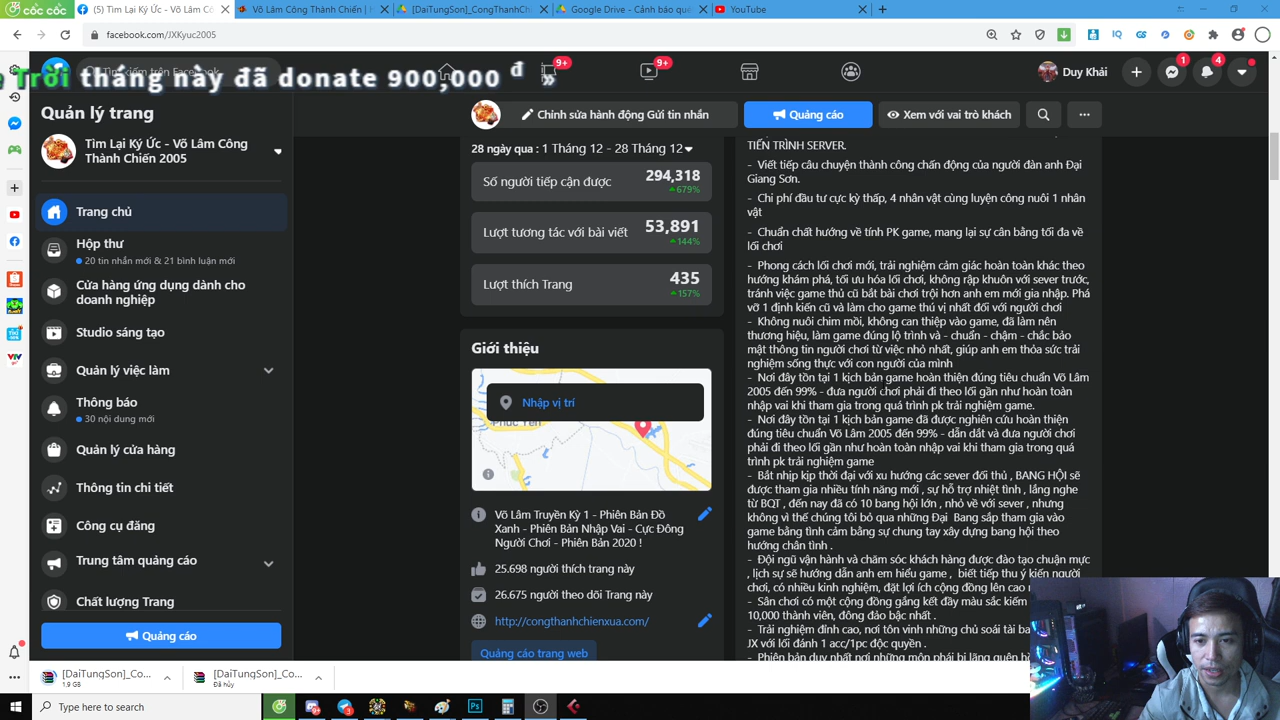 cốc cốc
(5) Tìm Lại Ký Ức - Võ Lâm Cô
Võ Lâm Công Thành Chiến | H
[DaiTungSon]_CongThanhCh
Google Drive - Cảnh báo quét
YouTube
facebook.com/JXKyuc2005
Tìm kiếm trên Facebook
Trời tháng này đã donate 900,000 đ
9+
9+
Duy Khải
1
4
Quản lý trang
Tìm Lại Ký Ức - Võ Lâm Công
Thành Chiến 2005
Trang chủ
Hộp thư
20 tin nhắn mới & 21 bình luận mới
Cửa hàng ứng dụng dành cho
doanh nghiệp
Studio sáng tạo
Quản lý việc làm
Thông báo
30 nội dung mới
Quản lý cửa hàng
Thông tin chi tiết
Công cụ đăng
Trung tâm quảng cáo
Chất lượng Trang
Quảng cáo
Chỉnh sửa hành động Gửi tin nhắn
Quảng cáo
Xem với vai trò khách
28 ngày qua : 1 Tháng 12 - 28 Tháng 12
Số người tiếp cận được
294,318
679%
Lượt tương tác với bài viết
53,891
144%
Lượt thích Trang
435
157%
Giới thiệu
Nhập vị trí
Phúc Yên
Võ Lâm Truyền Kỳ 1 - Phiên Bản Đồ
Xanh - Phiên Bản Nhập Vai - Cực Đông
Người Chơi - Phiên Bản 2020 !
25.698 người thích trang này
26.675 người theo dõi Trang này
http://congthanhchienxua.com/
Quảng cáo trang web
TIẾN TRÌNH SERVER.
- Viết tiếp câu chuyện thành công chấn động của người đàn anh Đại
Giang Sơn.
- Chi phí đầu tư cực kỳ thấp, 4 nhân vật cùng luyện công nuôi 1 nhân
vật
- Chuẩn chất hướng về tính PK game, mang lại sự cân bằng tối đa về
lối chơi
- Phong cách lối chơi mới, trải nghiệm cảm giác hoàn toàn khác theo
hướng khám phá, tối ưu hóa lối chơi, không rập khuôn với sever trước,
tránh việc game thủ cũ bắt bài chơi trội hơn anh em mới gia nhập. Phá
vỡ 1 định kiến cũ và làm cho game thú vị nhất đối với người chơi
- Không nuôi chim mồi, không can thiệp vào game, đã làm nên
thương hiệu, làm game đúng lộ trình và - chuẩn - chậm - chắc bảo
mật thông tin người chơi từ việc nhỏ nhất, giúp anh em thỏa sức trải
nghiệm sống thực với con người của mình
- Nơi đây tồn tại 1 kịch bản game hoàn thiện đúng tiêu chuẩn Võ Lâm
2005 đến 99% - đưa người chơi phải đi theo lối gần như hoàn toàn
nhập vai khi tham gia trong quá trình pk trải nghiệm game.
- Nơi đây tồn tại 1 kịch bản game đã được nghiên cứu hoàn thiện
đúng tiêu chuẩn Võ Lâm 2005 đến 99% - dẫn dắt và đưa người chơi
phải đi theo lối gần như hoàn toàn nhập vai khi tham gia trong quá
trình pk trải nghiệm game
- Bắt nhịp kịp thời đại với xu hướng các sever đối thủ , BANG HỘI sẽ
được tham gia nhiều tính năng mới , sự hỗ trợ nhiệt tình , lắng nghe
từ BQT , đến nay đã có 10 bang hội lớn , nhỏ về với sever , nhưng
không vì thế chúng tôi bỏ qua những Đại Bang sắp tham gia vào
game bằng tình cảm bằng sự chung tay xây dựng bang hội theo
hướng chân tình .
- Đội ngũ vận hành và chăm sóc khách hàng được đào tạo chuận mực
, lịch sự sẽ hướng dẫn anh em hiểu game , biết tiếp thu ý kiến người
chơi, có nhiều kinh nghiệm, đặt lợi ích cộng đồng lên cao
- Sân chơi có một cộng đồng gắng kết đầy màu sắc kiếm
10,000 thành viên, đông đảo bậc nhất .
- Trải nghiệm đỉnh cao, nơi tôn vinh những chủ soái tài ba
JX với lối đánh 1 acc/1pc độc quyền .
- Phiên bản duy nhất nơi những môn phái bị lãng quên
[DaiTungSon]_Co....
1.9 GB
[DaiTungSon]_Co....
Đã hủy
Type here to search